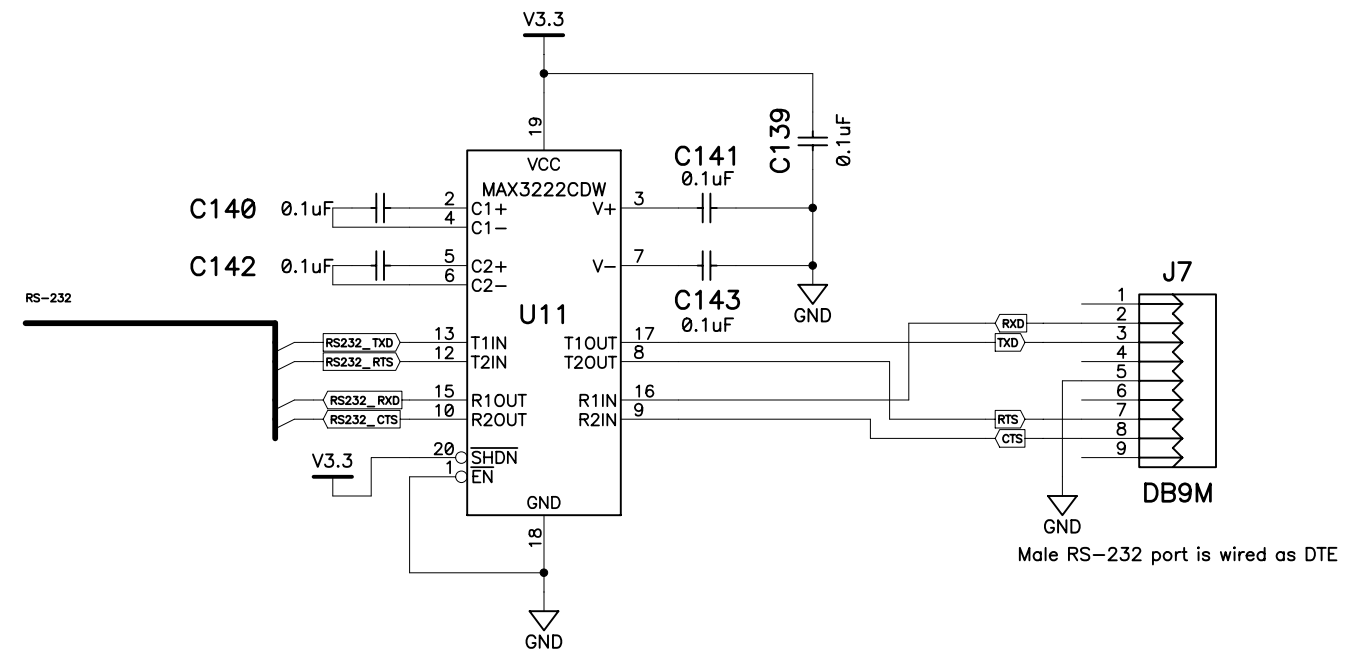 V3.3
19
VCC
MAX3222CDW
C139
0.1uF
C141
0.1uF
C140 0.1uF
2 C1+
4 C1-
V+ 3
C142 0.1uF
5 C2+
6 C2-
V- 7
C143
0.1uF
GND
U11
RS-232
RS232_TXD 13 T1IN
RS232_RTS 12 T2IN
RS232_RXD 15 R1OUT
RS232_CTS 10 R2OUT
T1OUT 17
T2OUT 8
R1IN 16
R2IN 9
V3.3
20 SHDN
1 EN
GND
18
GND
J7
1
RXD 2
TXD 3
4
5
6
RTS 7
CTS 8
9
DB9M
GND
Male RS-232 port is wired as DTE